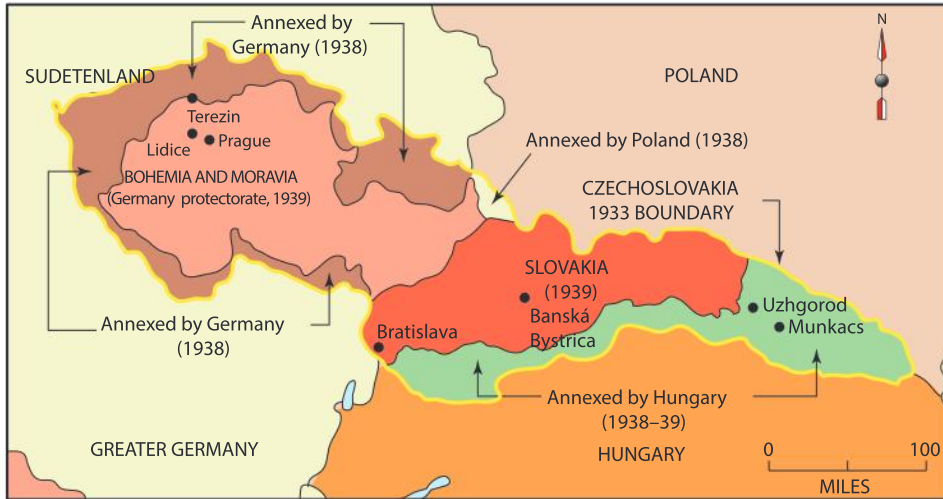 Annexed by
Germany (1938)
N
SUDETENLAND
POLAND
Terezin
Lidice
Prague
Annexed by Poland (1938)
BOHEMIA AND MORAVIA
(Germany protectorate, 1939)
CZECHOSLOVAKIA
1933 BOUNDARY
SLOVAKIA
(1939)
Banská
Bystrica
Uzhgorod
Munkacs
Annexed by Germany
(1938)
Bratislava
Annexed by Hungary
(1938–39)
GREATER GERMANY
HUNGARY
0 100
MILES